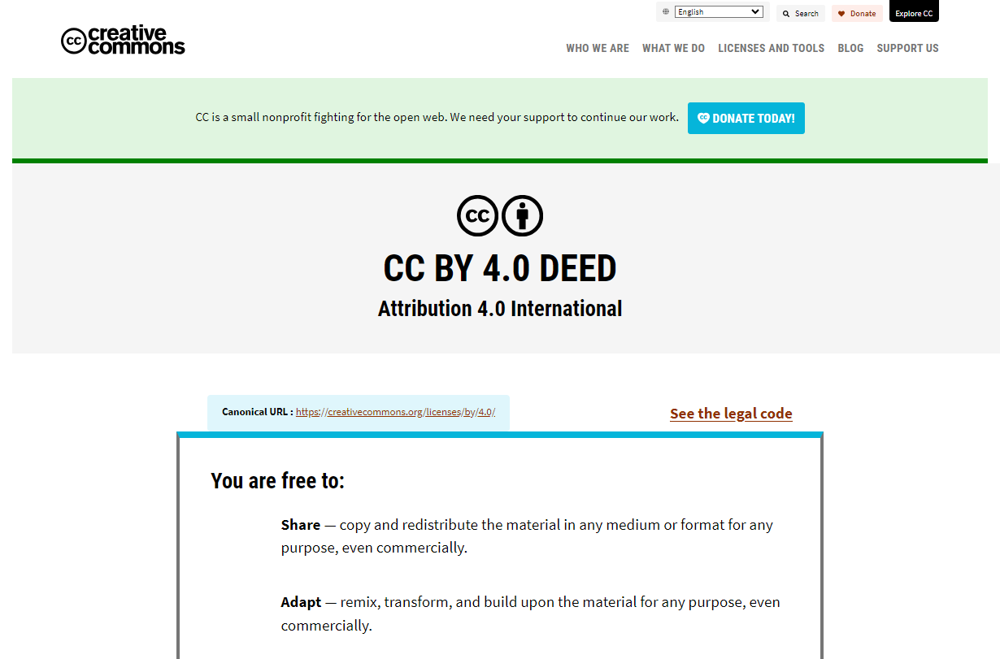 English
Search
Donate
Explore CC
cc creative
commons
WHO WE ARE
WHAT WE DO
LICENSES AND TOOLS
BLOG
SUPPORT US
CC is a small nonprofit fighting for the open web. We need your support to continue our work.
cc DONATE TODAY!
cc
CC BY 4.0 DEED
Attribution 4.0 International
Canonical URL : https://creativecommons.org/licenses/by/4.0/
See the legal code
You are free to:
Share — copy and redistribute the material in any medium or format for any
purpose, even commercially.
Adapt — remix, transform, and build upon the material for any purpose, even
commercially.